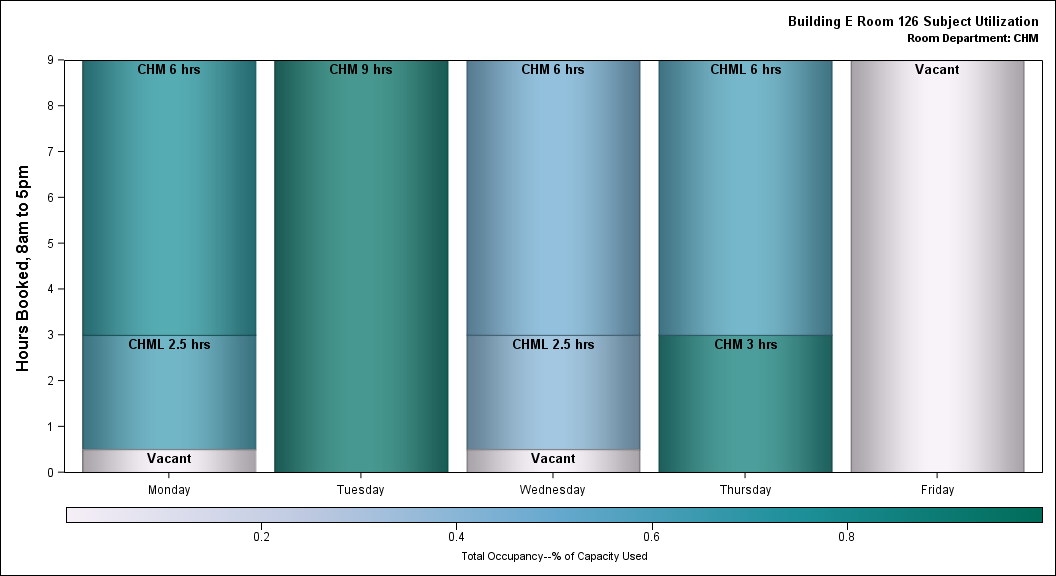 Building E Room 126 Subject Utilization
Room Department: CHM
Hours Booked, 8am to 5pm
9
8
7
6
5
4
3
2
1
0
CHM 6 hrs
CHML 2.5 hrs
Vacant
CHM 9 hrs
CHM 6 hrs
CHML 2.5 hrs
Vacant
CHML 6 hrs
CHM 3 hrs
Vacant
Monday
Tuesday
Wednesday
Thursday
Friday
0.2
0.4
0.6
0.8
Total Occupancy--% of Capacity Used